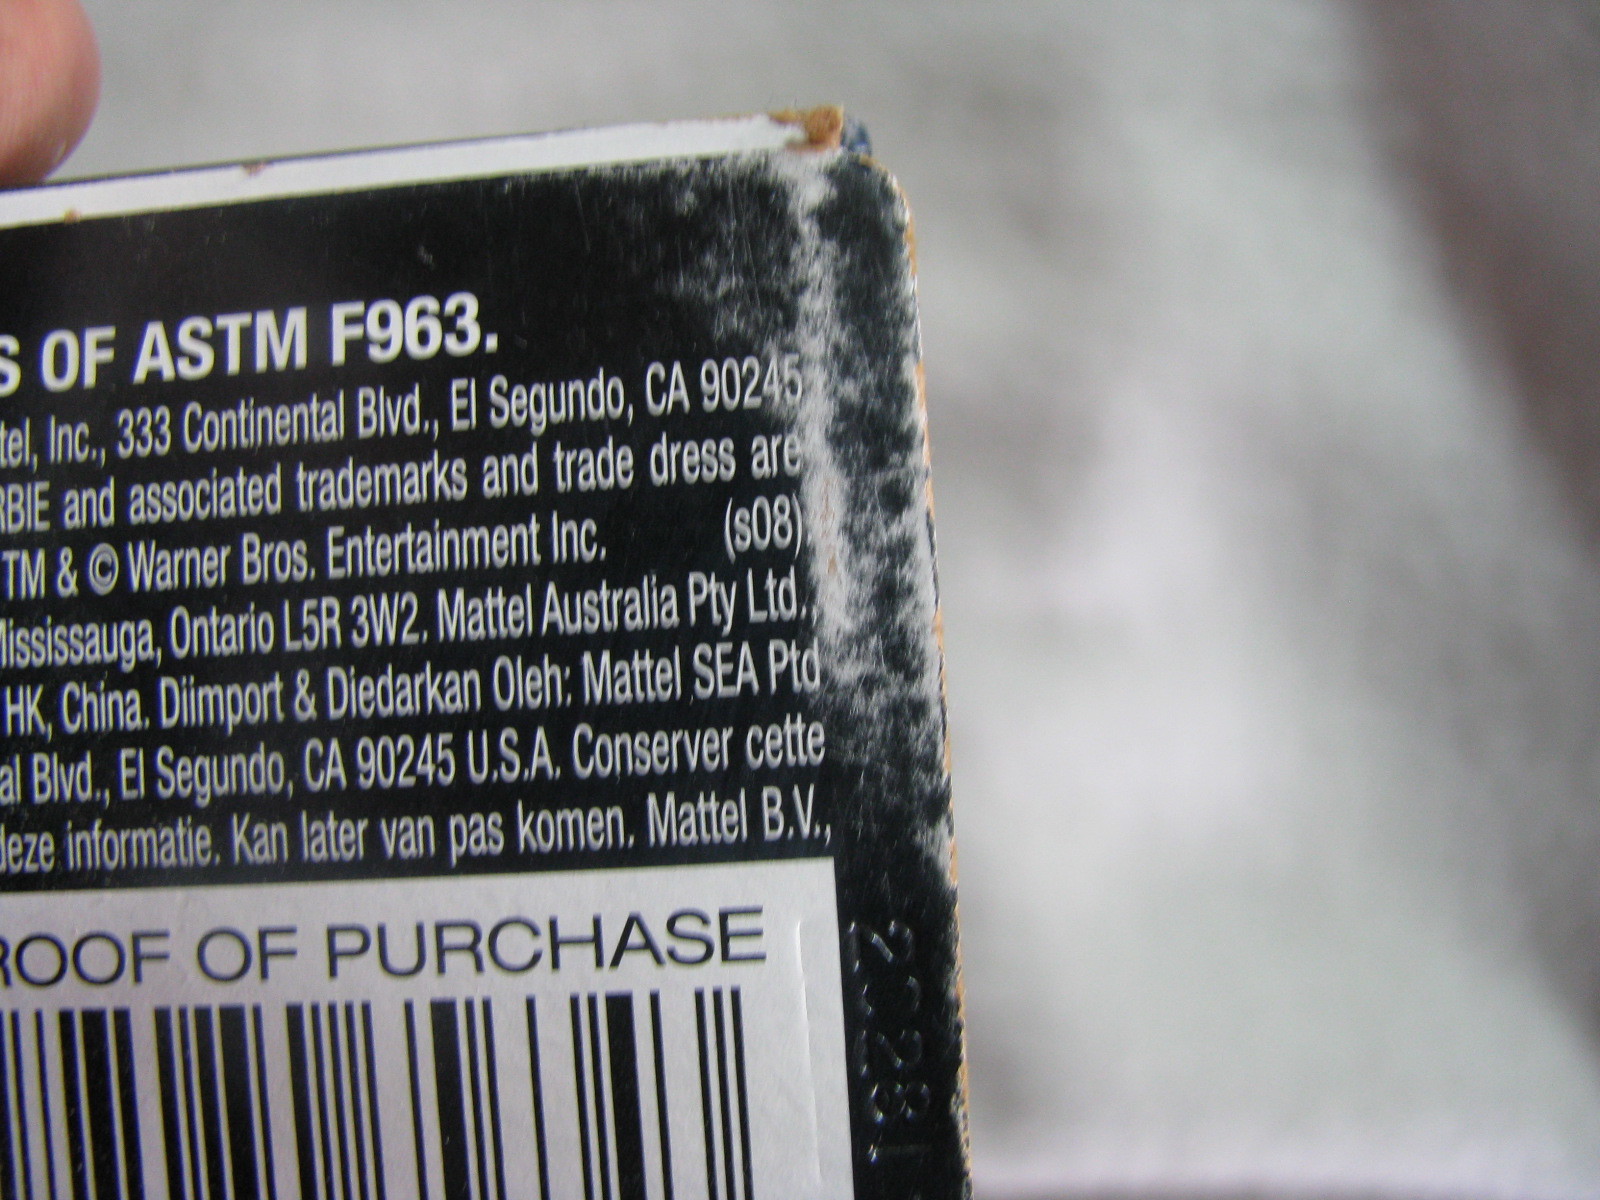 S OF ASTM F963.
tel, Inc., 333 Continental Blvd., El Segundo, CA 90245
RBIE and associated trademarks and trade dress are
TM & © Warner Bros. Entertainment Inc. (s08)
Mississauga, Ontario L5R 3W2. Mattel Australia Pty Ltd.,
HK, China. Diimport & Diedarkan Oleh: Mattel SEA Ptd
al Blvd., El Segundo, CA 90245 U.S.A. Conserver cette
deze informatie. Kan later van pas komen. Mattel B.V.,
ROOF OF PURCHASE